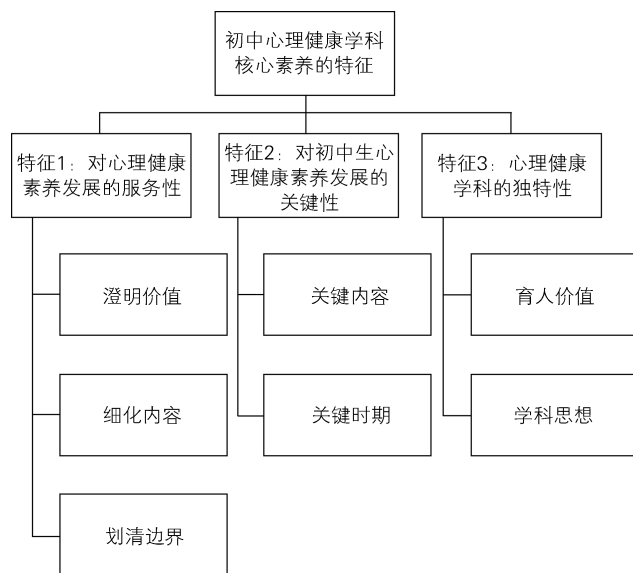 初中心理健康学科
核心素养的特征
特征1：对心理健康
素养发展的服务性
特征2：对初中生心
理健康素养发展的
关键性
特征3：心理健康
学科的独特性
澄明价值
关键内容
育人价值
细化内容
关键时期
学科思想
划清边界